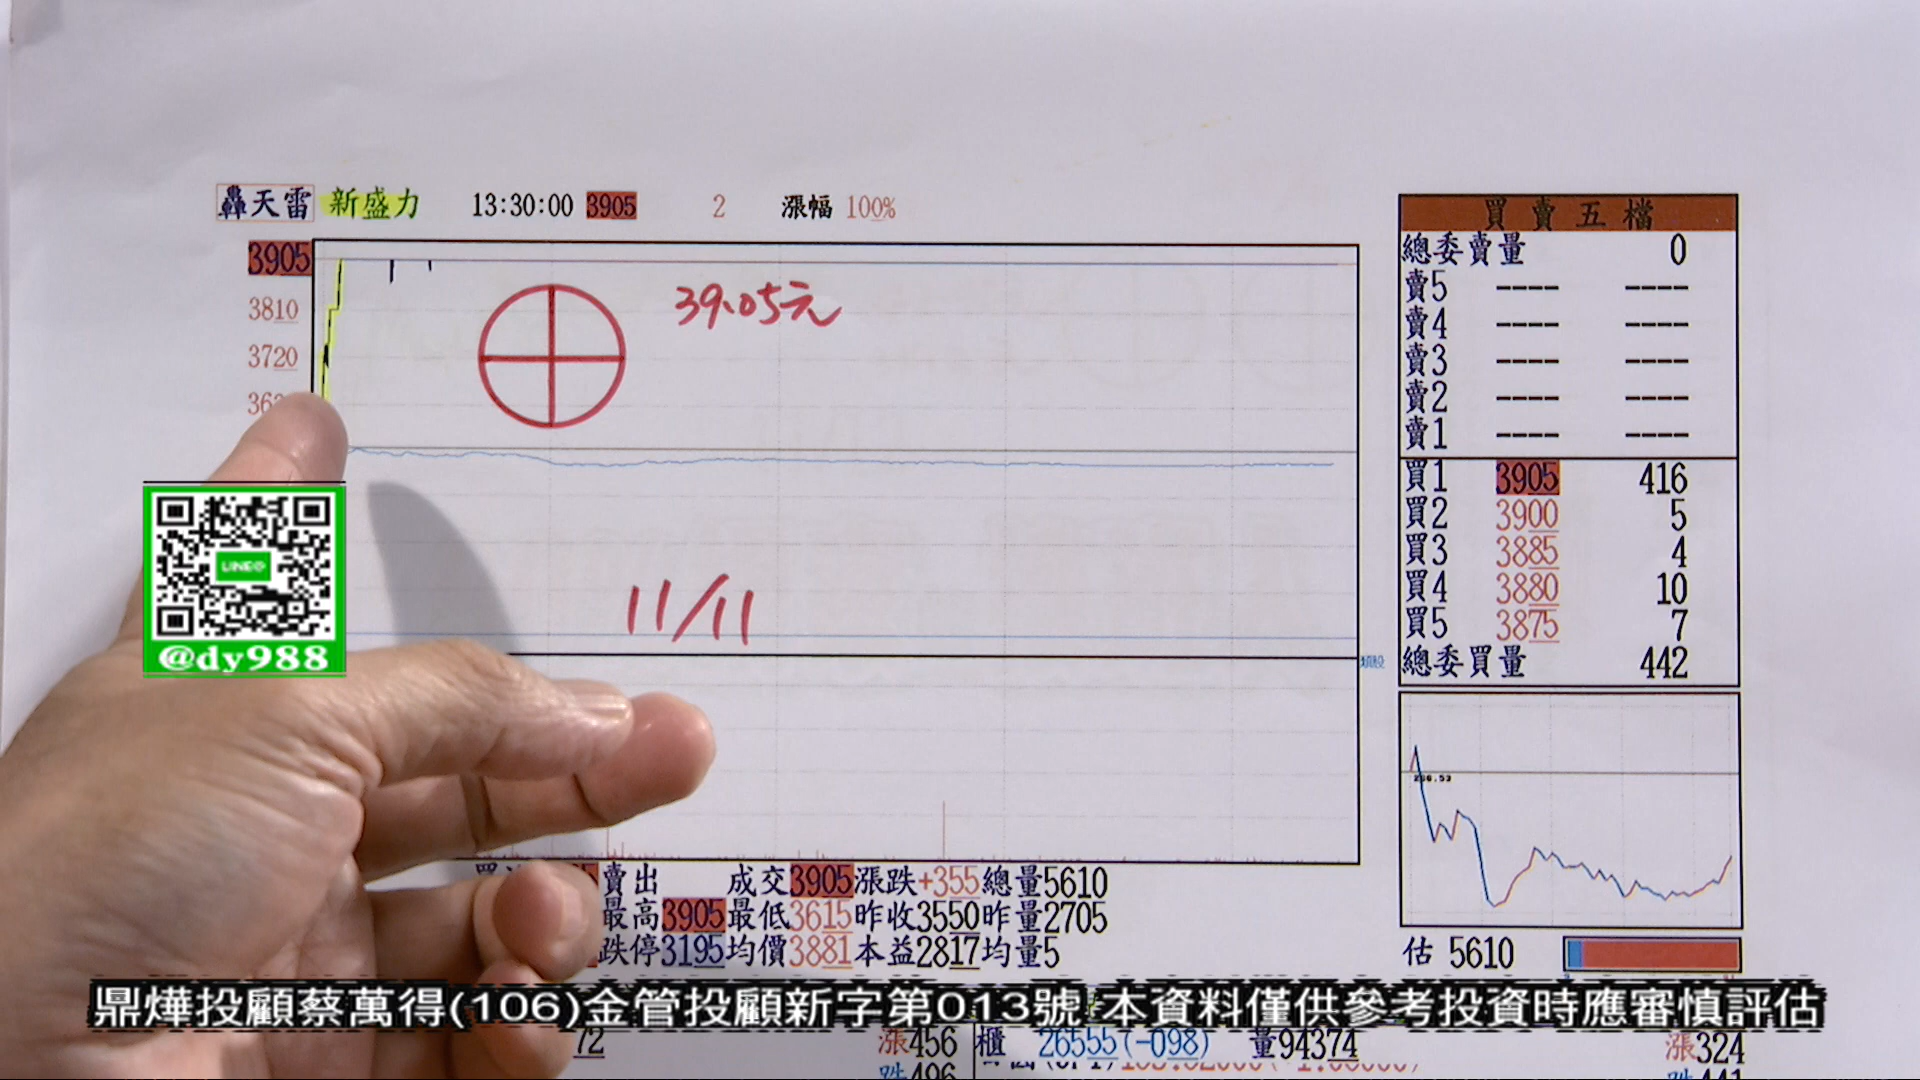 轟天雷 新盛力 13:30:00 3905 2 漲幅 100%
3905
3810
3720
39.05元
11/11
LINE@
@dy988
買賣五檔
總委賣量 0
賣5 ---- ----
賣4 ---- ----
賣3 ---- ----
賣2 ---- ----
賣1 ---- ----
買1 3905 416
買2 3900 5
買3 3885 4
買4 3880 10
買5 3875 7
總委買量 442
類股
估 5610
賣出 成交3905漲跌+355總量5610
最高3905最低3615昨收3550昨量2705
跌停3195均價3881本益2817均量5
鼎燁投顧蔡萬得(106)金管投顧新字第013號 本資料僅供參考投資時應審慎評估
72 漲456 櫃 26555(-098) 量94374 漲324